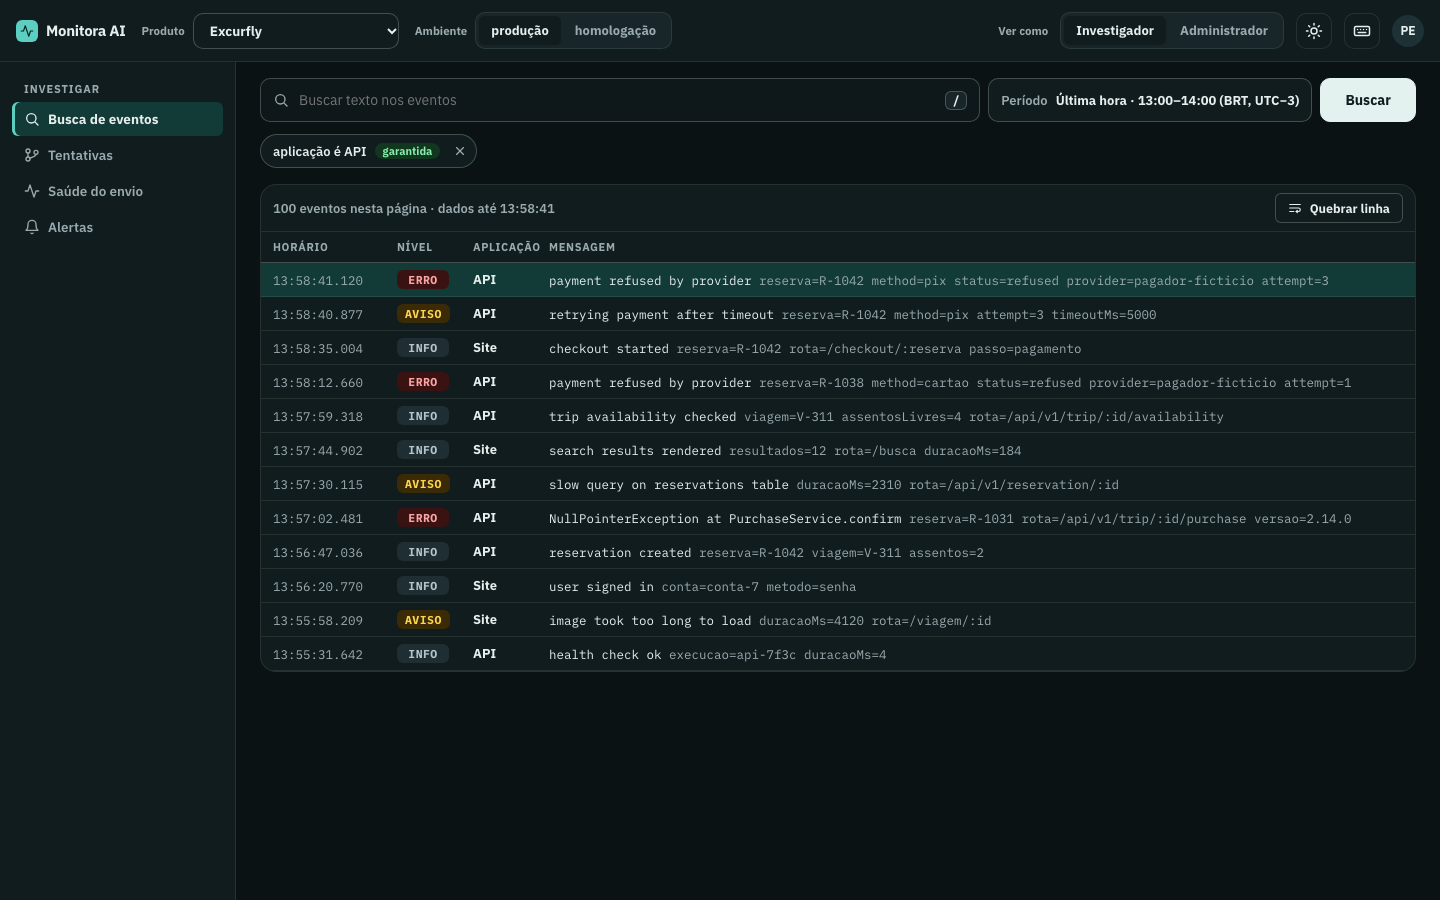 Monitora AI Produto Excurfly Ambiente produção homologação Ver como Investigador Administrador PE
INVESTIGAR
Busca de eventos
Tentativas
Saúde do envio
Alertas
Buscar texto nos eventos / Período Última hora · 13:00–14:00 (BRT, UTC−3) Buscar
aplicação é API garantida ×
100 eventos nesta página · dados até 13:58:41 Quebrar linha
HORÁRIO NÍVEL APLICAÇÃO MENSAGEM
13:58:41.120 ERRO API payment refused by provider reserva=R-1042 method=pix status=refused provider=pagador-ficticio attempt=3
13:58:40.877 AVISO API retrying payment after timeout reserva=R-1042 method=pix attempt=3 timeoutMs=5000
13:58:35.004 INFO Site checkout started reserva=R-1042 rota=/checkout/:reserva passo=pagamento
13:58:12.660 ERRO API payment refused by provider reserva=R-1038 method=cartao status=refused provider=pagador-ficticio attempt=1
13:57:59.318 INFO API trip availability checked viagem=V-311 assentosLivres=4 rota=/api/v1/trip/:id/availability
13:57:44.902 INFO Site search results rendered resultados=12 rota=/busca duracaoMs=184
13:57:30.115 AVISO API slow query on reservations table duracaoMs=2310 rota=/api/v1/reservation/:id
13:57:02.481 ERRO API NullPointerException at PurchaseService.confirm reserva=R-1031 rota=/api/v1/trip/:id/purchase versao=2.14.0
13:56:47.036 INFO API reservation created reserva=R-1042 viagem=V-311 assentos=2
13:56:20.770 INFO Site user signed in conta=conta-7 metodo=senha
13:55:58.209 AVISO Site image took too long to load duracaoMs=4120 rota=/viagem/:id
13:55:31.642 INFO API health check ok execucao=api-7f3c duracaoMs=4